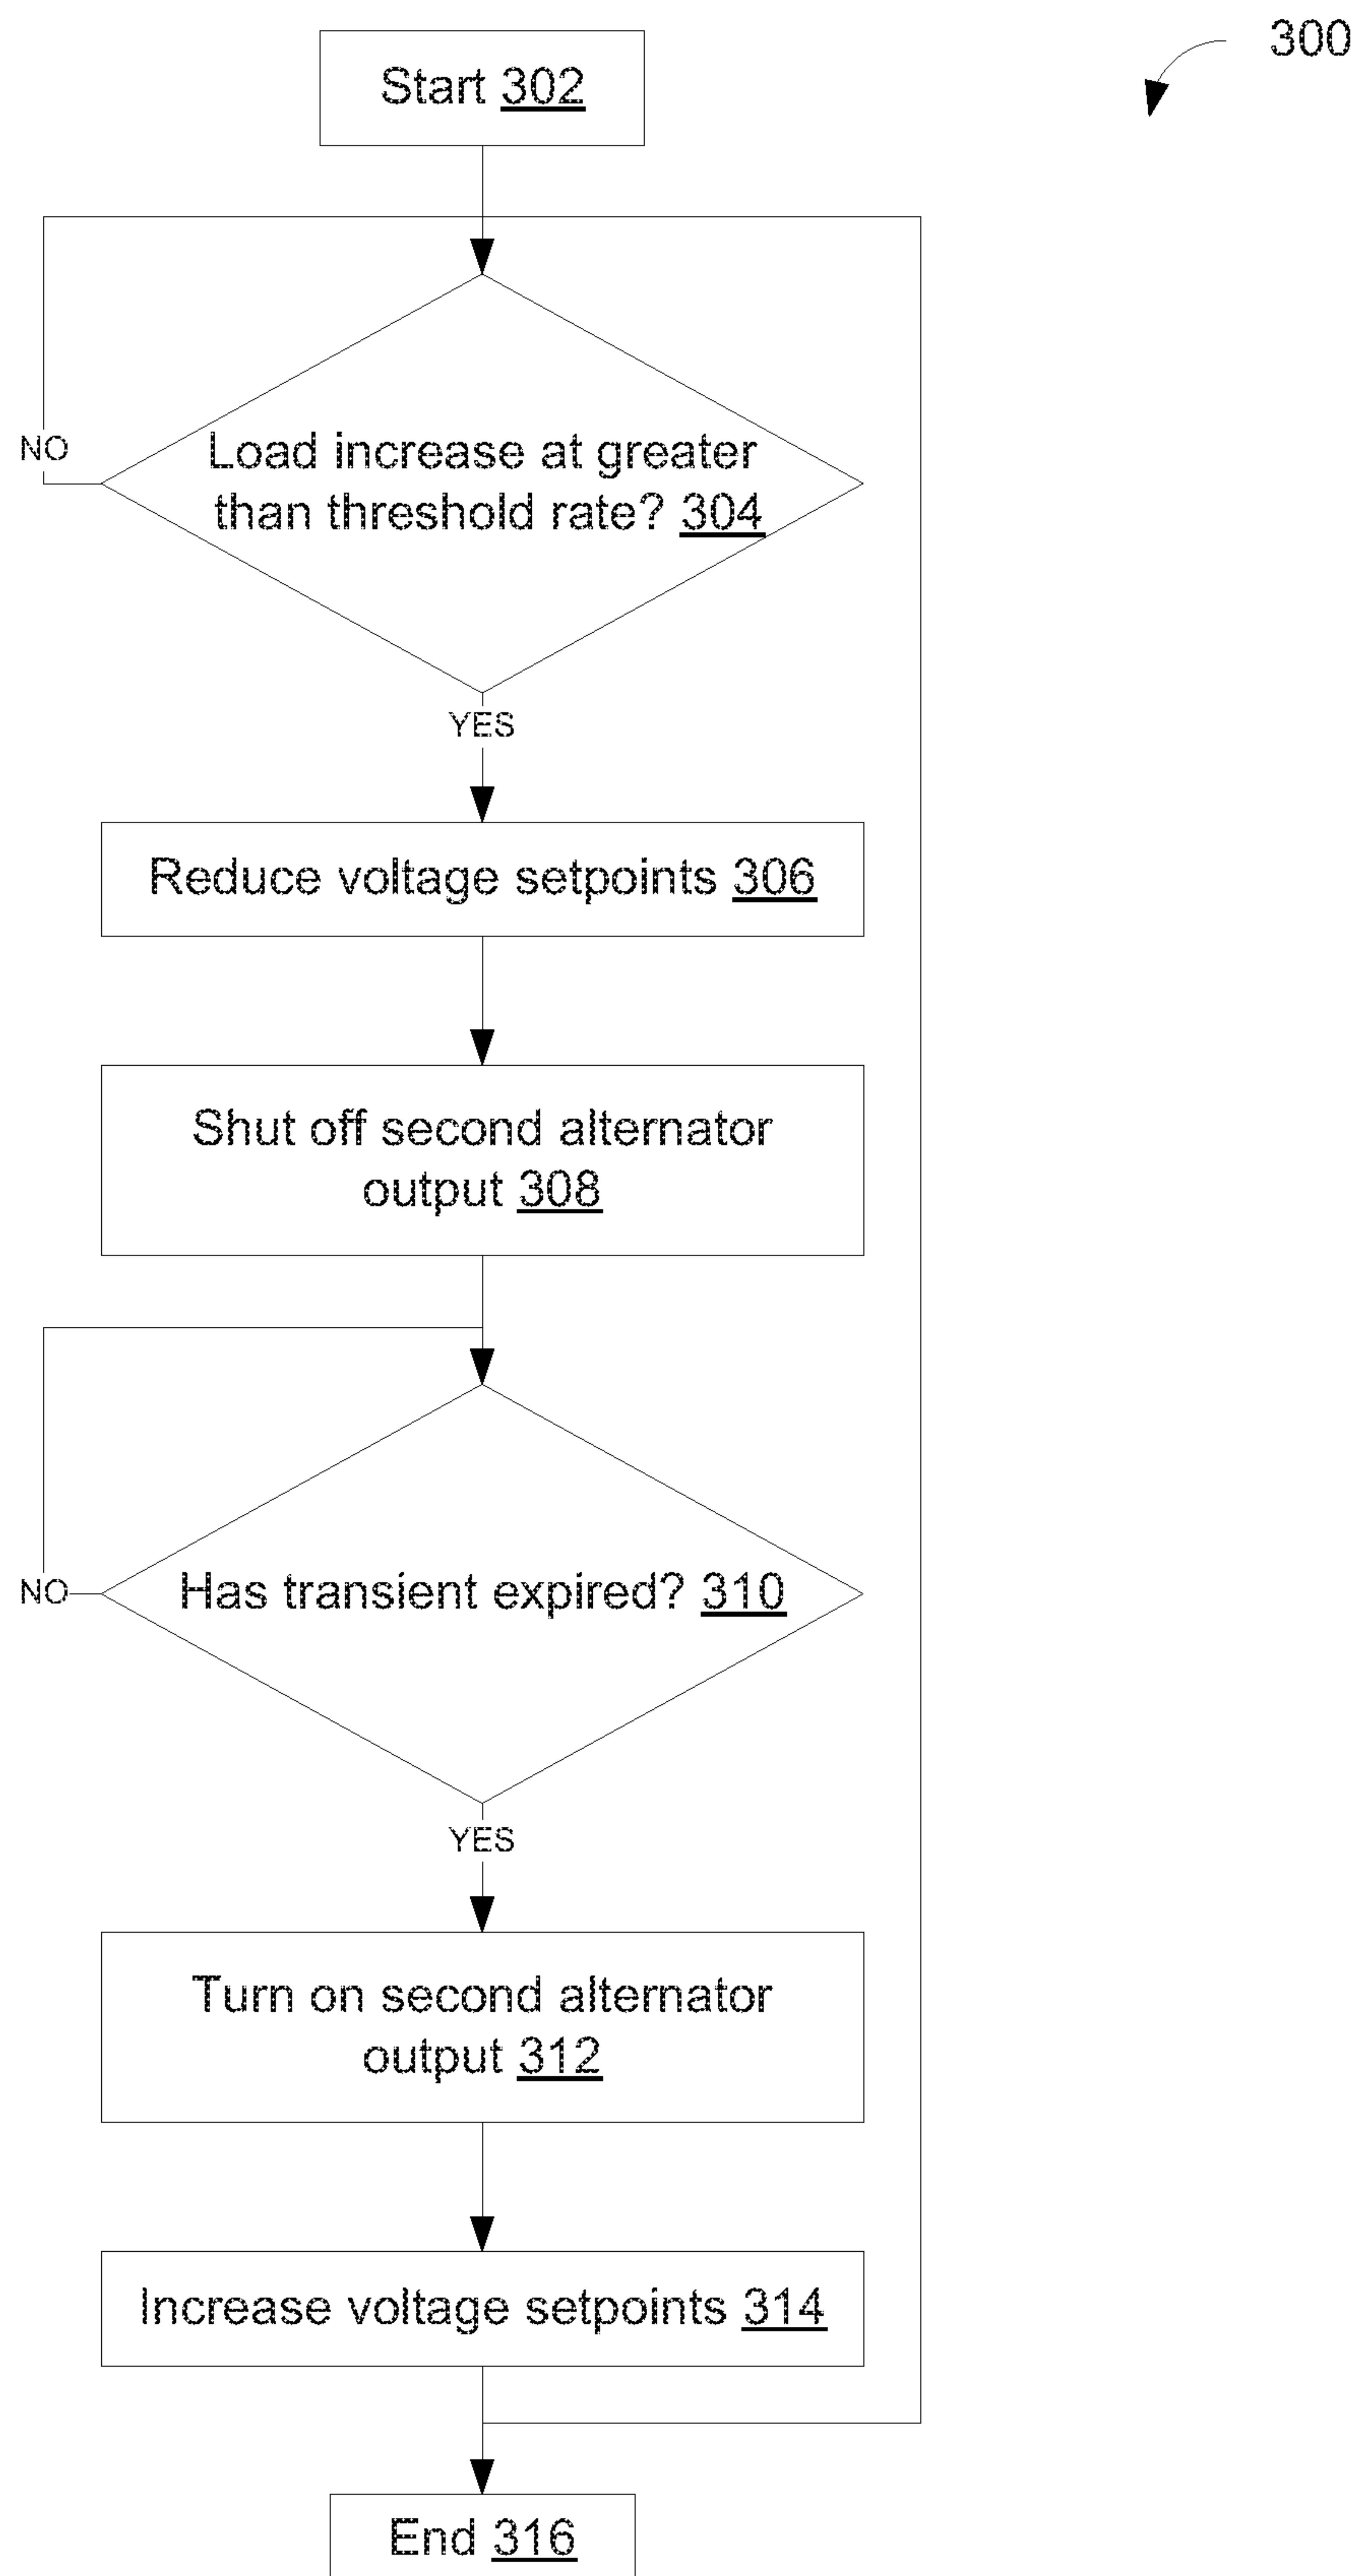 300
Start 302
Load increase at greater
than threshold rate? 304
NO
YES
Reduce voltage setpoints 306
Shut off second alternator
output 308
Has transient expired? 310
NO
YES
Turn on second alternator
output 312
Increase voltage setpoints 314
End 316